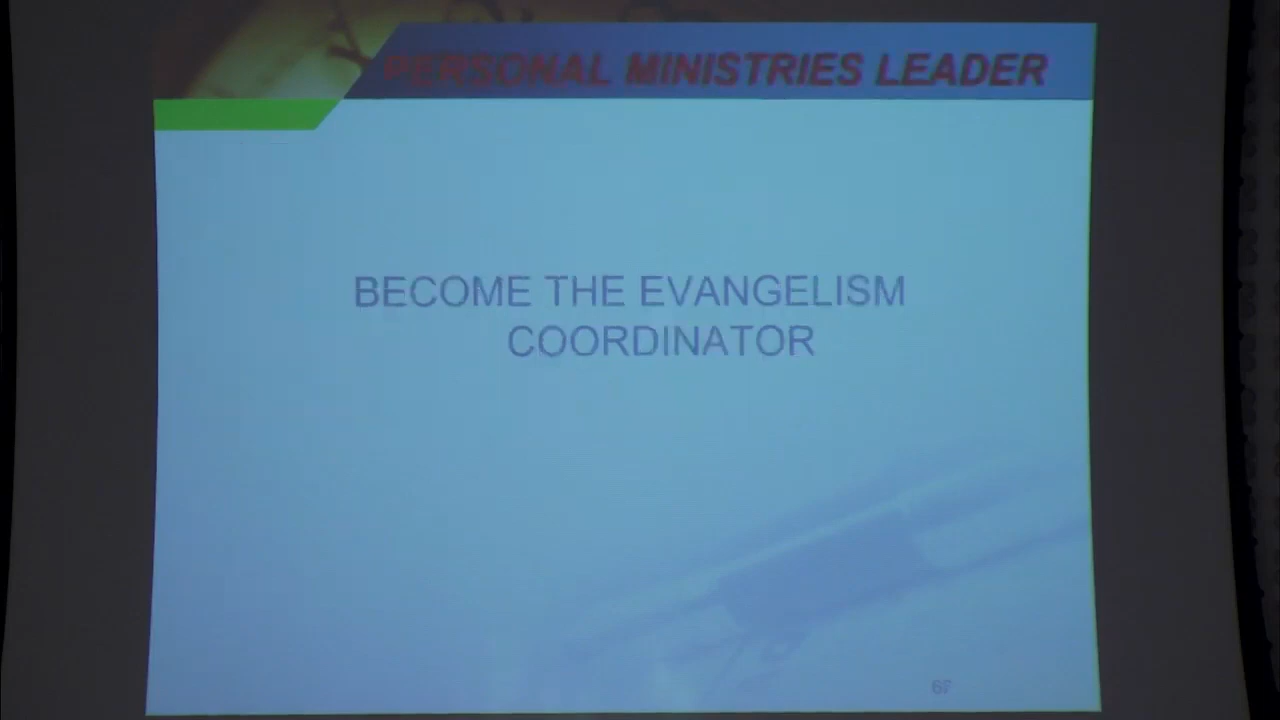 PERSONAL MINISTRIES LEADER
BECOME THE EVANGELISM
COORDINATOR